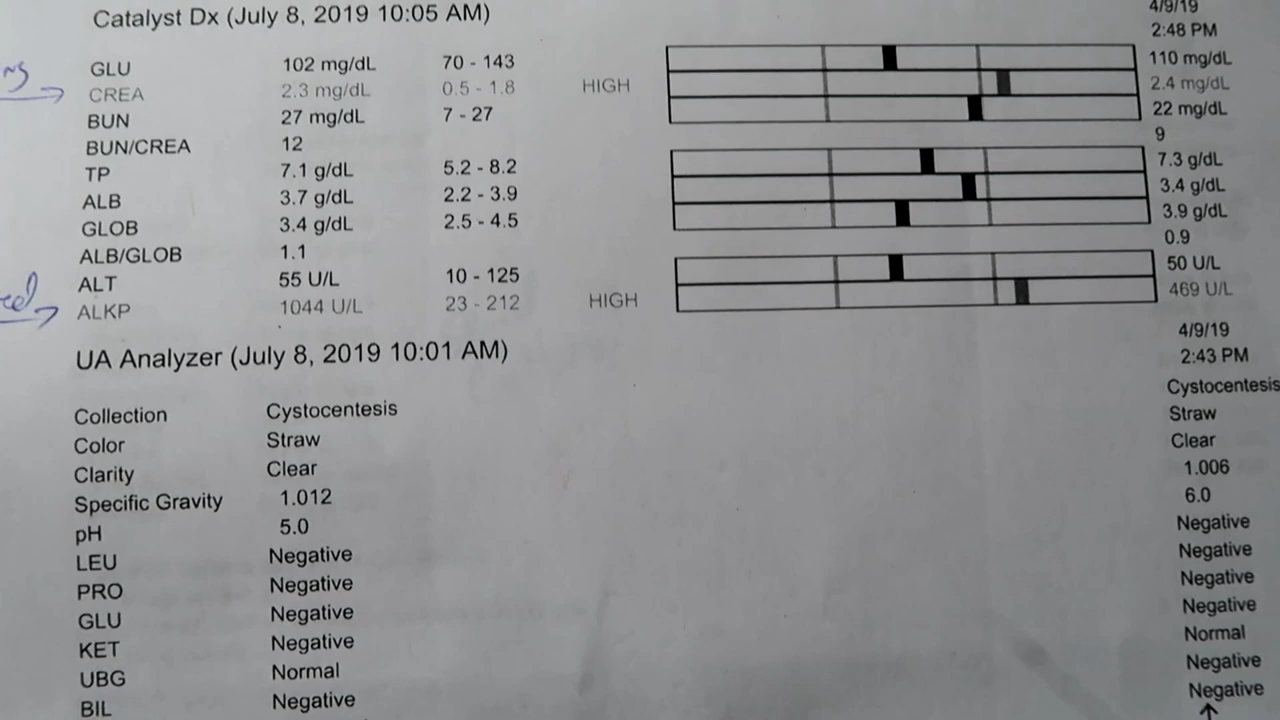 Catalyst Dx (July 8, 2019 10:05 AM) 4/9/19
2:48 PM
GLU 102 mg/dL 70 - 143 110 mg/dL
CREA 2.3 mg/dL 0.5 - 1.8 HIGH 2.4 mg/dL
BUN 27 mg/dL 7 - 27 22 mg/dL
BUN/CREA 12 9
TP 7.1 g/dL 5.2 - 8.2 7.3 g/dL
ALB 3.7 g/dL 2.2 - 3.9 3.4 g/dL
GLOB 3.4 g/dL 2.5 - 4.5 3.9 g/dL
ALB/GLOB 1.1 0.9
ALT 55 U/L 10 - 125 50 U/L
ALKP 1044 U/L 23 - 212 HIGH 469 U/L
UA Analyzer (July 8, 2019 10:01 AM) 4/9/19
2:43 PM
Collection Cystocentesis Cystocentesis
Color Straw Straw
Clarity Clear Clear
Specific Gravity 1.012 1.006
pH 5.0 6.0
LEU Negative Negative
PRO Negative Negative
GLU Negative Negative
KET Negative Negative
UBG Normal Normal
BIL Negative Negative
Negative